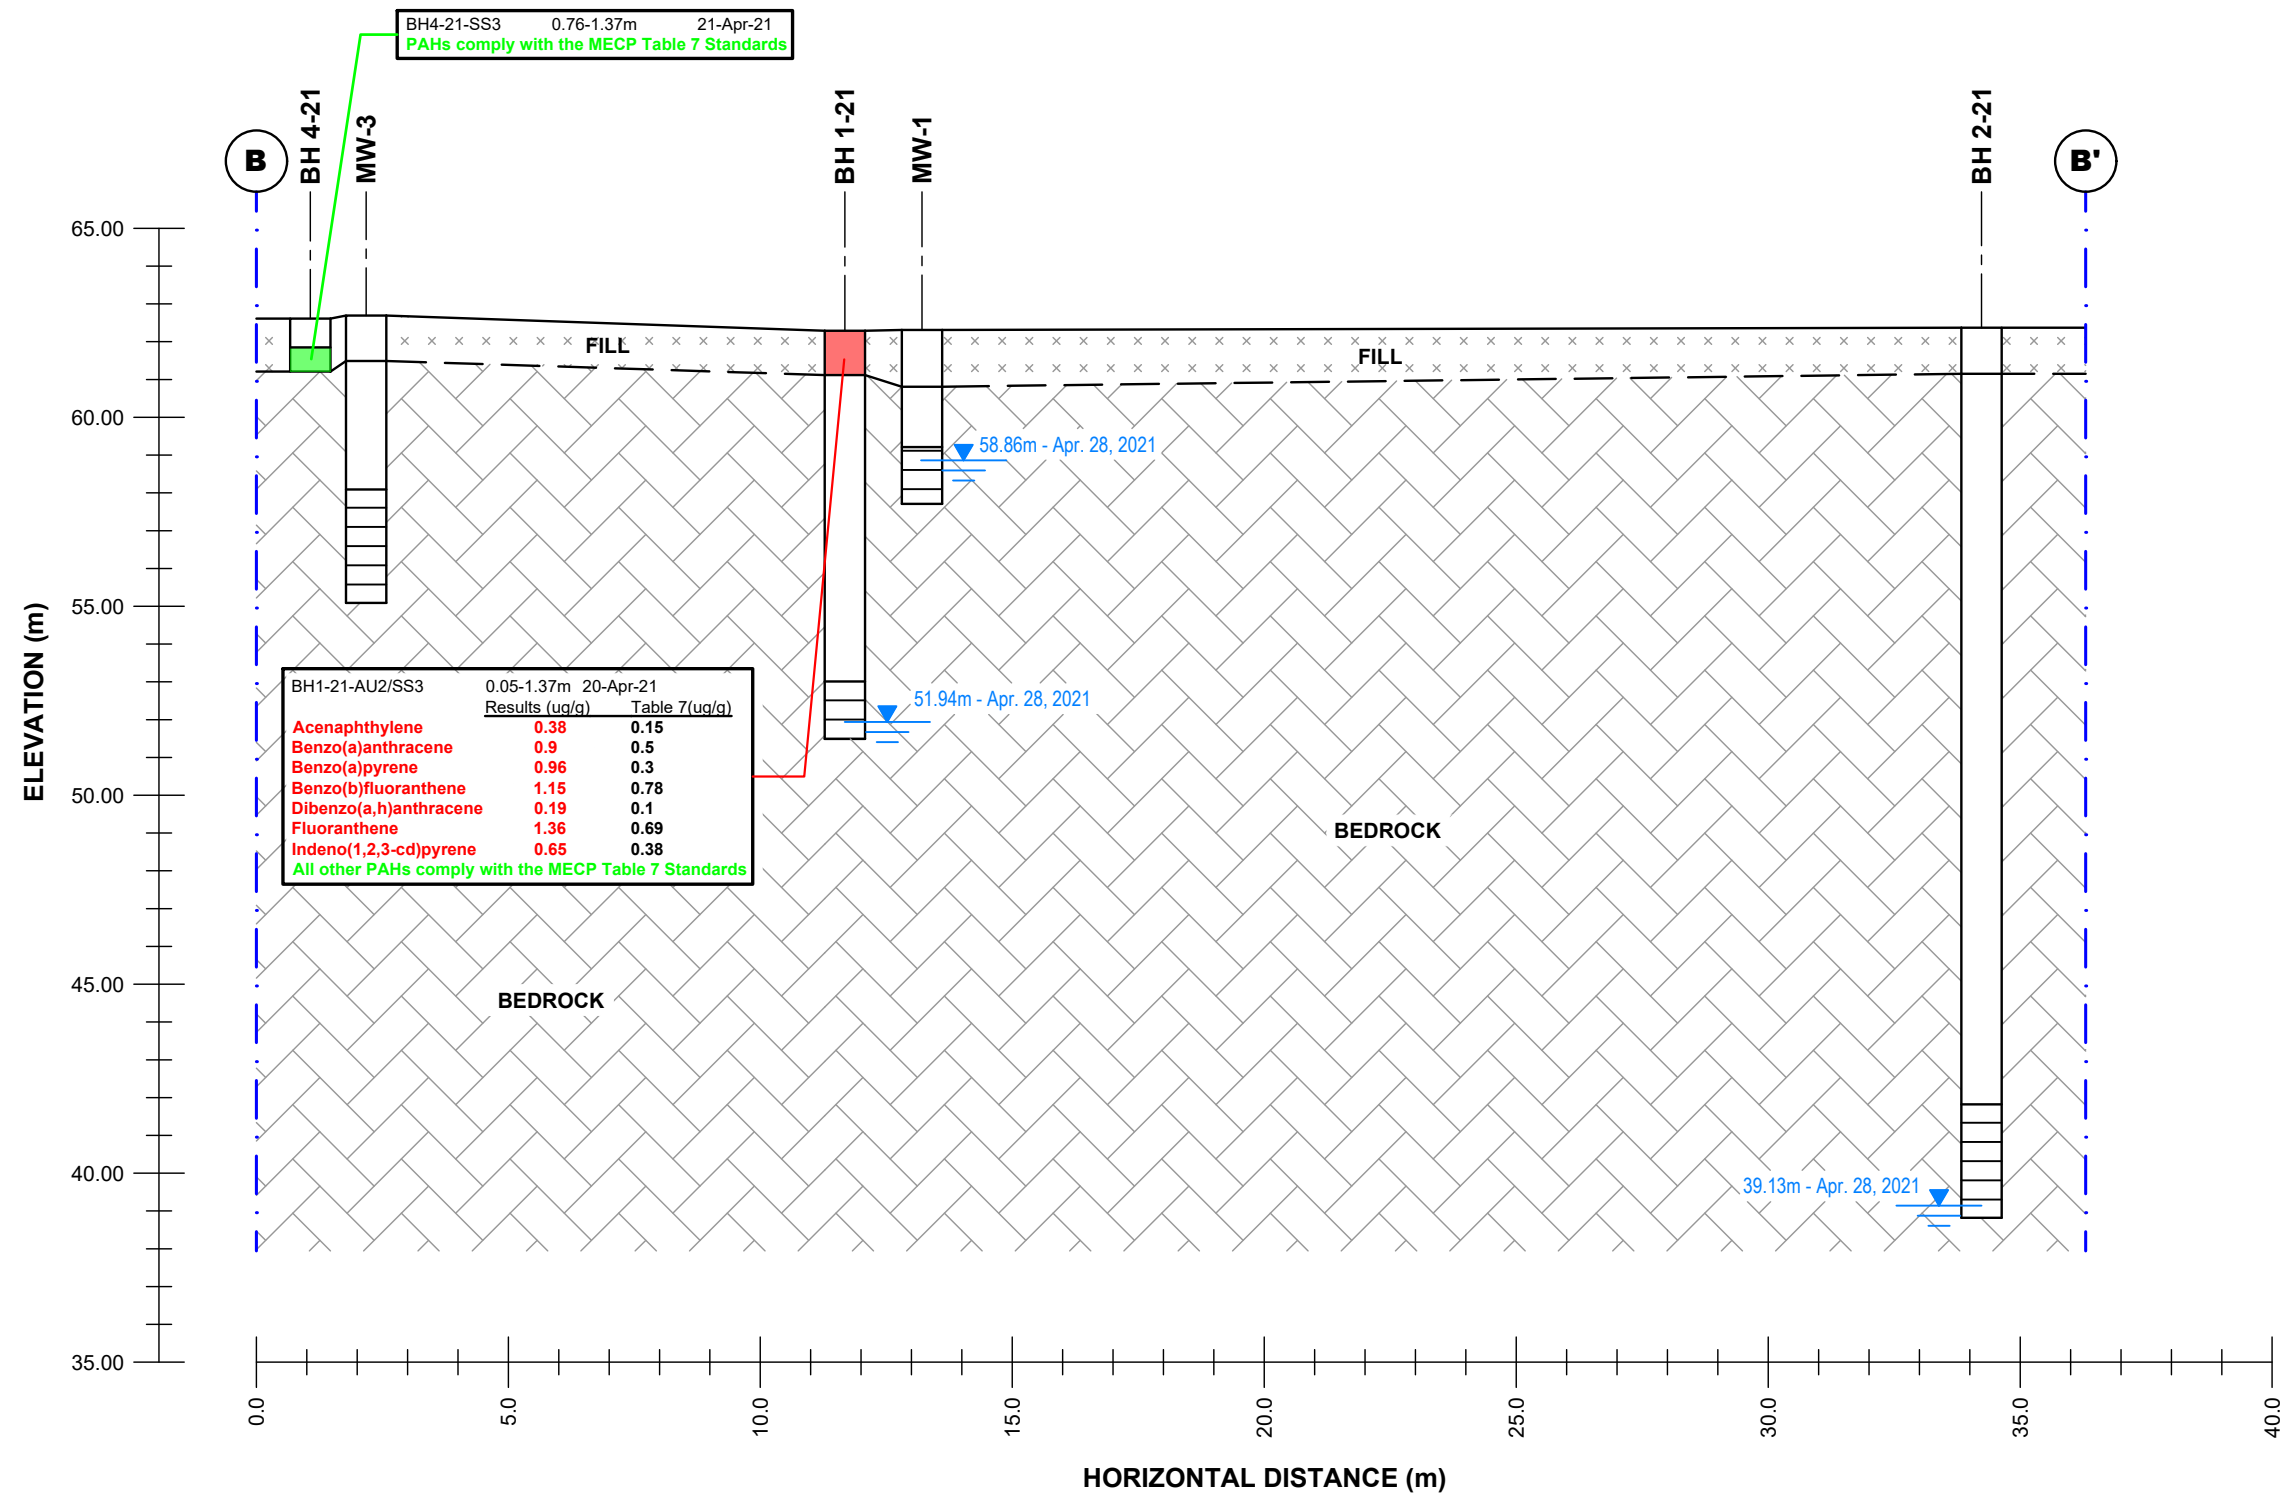 BH4-21-SS3 0.76-1.37m 21-Apr-21
PAHs comply with the MECP Table 7 Standards
B
BH 4-21
MW-3
BH 1-21
MW-1
BH 2-21
B'
65.00
60.00
55.00
50.00
45.00
40.00
35.00
ELEVATION (m)
FILL
FILL
58.86m - Apr. 28, 2021
51.94m - Apr. 28, 2021
BH1-21-AU2/SS3 0.05-1.37m 20-Apr-21
Results (ug/g) Table 7(ug/g)
Acenaphthylene 0.38 0.15
Benzo(a)anthracene 0.9 0.5
Benzo(a)pyrene 0.96 0.3
Benzo(b)fluoranthene 1.15 0.78
Dibenzo(a,h)anthracene 0.19 0.1
Fluoranthene 1.36 0.69
Indeno(1,2,3-cd)pyrene 0.65 0.38
All other PAHs comply with the MECP Table 7 Standards
BEDROCK
BEDROCK
39.13m - Apr. 28, 2021
0.0
5.0
10.0
15.0
20.0
25.0
30.0
35.0
40.0
HORIZONTAL DISTANCE (m)